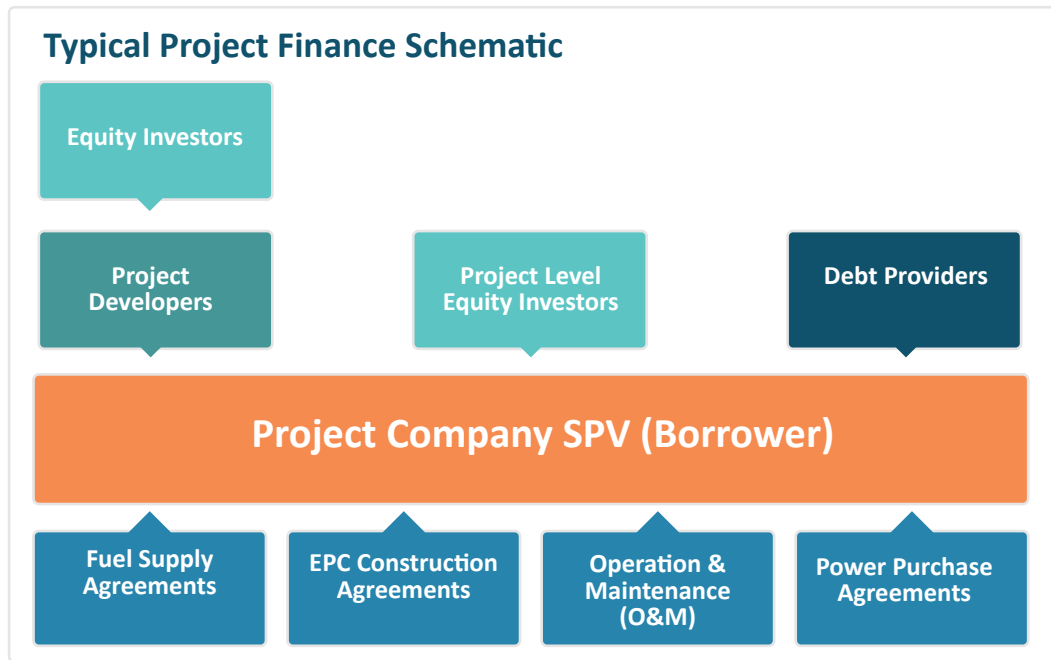 Typical Project Finance Schematic
Equity Investors
Project
Developers
Project Level
Equity Investors
Debt Providers
Project Company SPV (Borrower)
Fuel Supply
Agreements
EPC Construction
Agreements
Operation &
Maintenance
(O&M)
Power Purchase
Agreements